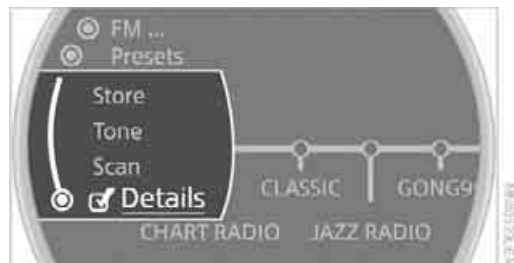 FM ...
Presets
Store
Tone
Scan
Details
CLASSIC GONG9
CHART RADIO JAZZ RADIO